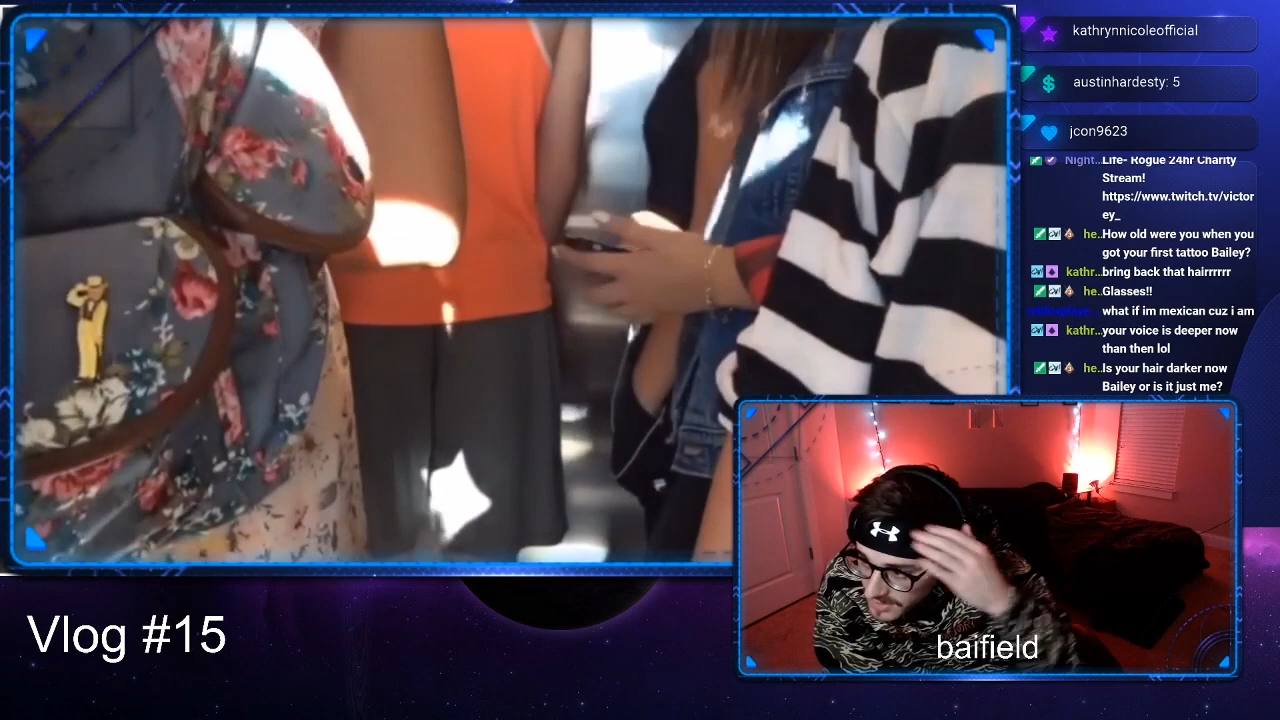 kathrynnicoleofficial
austinhardesty: 5
jcon9623
Night.. Life- Rogue 24hr Charity
Stream!
https://www.twitch.tv/victor
ey_
he.. How old were you when you
got your first tattoo Bailey?
kathr.. bring back that hairrrrrr
he.. Glasses!!
what if im mexican cuz i am
kathr.. your voice is deeper now
than then lol
he.. Is your hair darker now
Bailey or is it just me?
Vlog #15
baifield